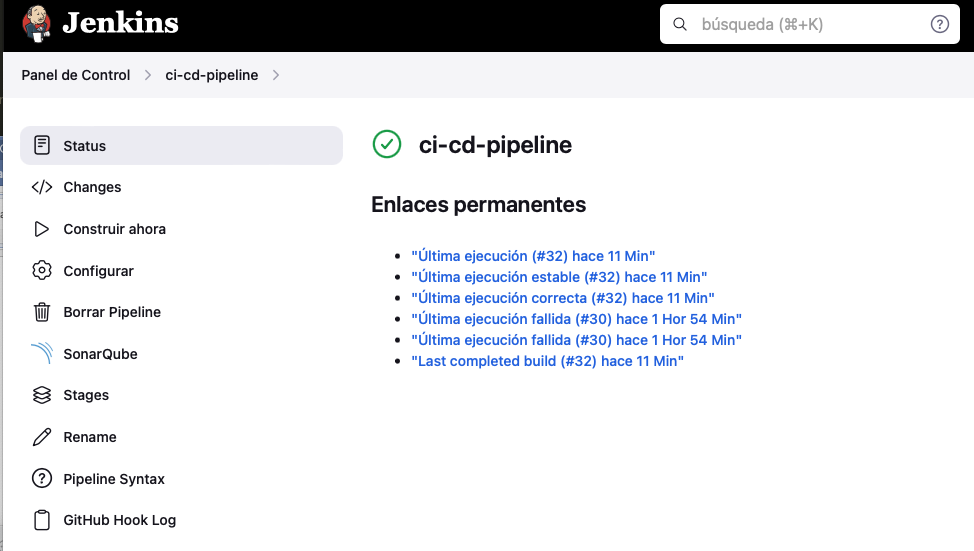 Jenkins
búsqueda (⌘+K)
Panel de Control
ci-cd-pipeline
Status
Changes
Construir ahora
Configurar
Borrar Pipeline
SonarQube
Stages
Rename
Pipeline Syntax
GitHub Hook Log
ci-cd-pipeline
Enlaces permanentes
"Última ejecución (#32) hace 11 Min"
"Última ejecución estable (#32) hace 11 Min"
"Última ejecución correcta (#32) hace 11 Min"
"Última ejecución fallida (#30) hace 1 Hor 54 Min"
"Última ejecución fallida (#30) hace 1 Hor 54 Min"
"Last completed build (#32) hace 11 Min"